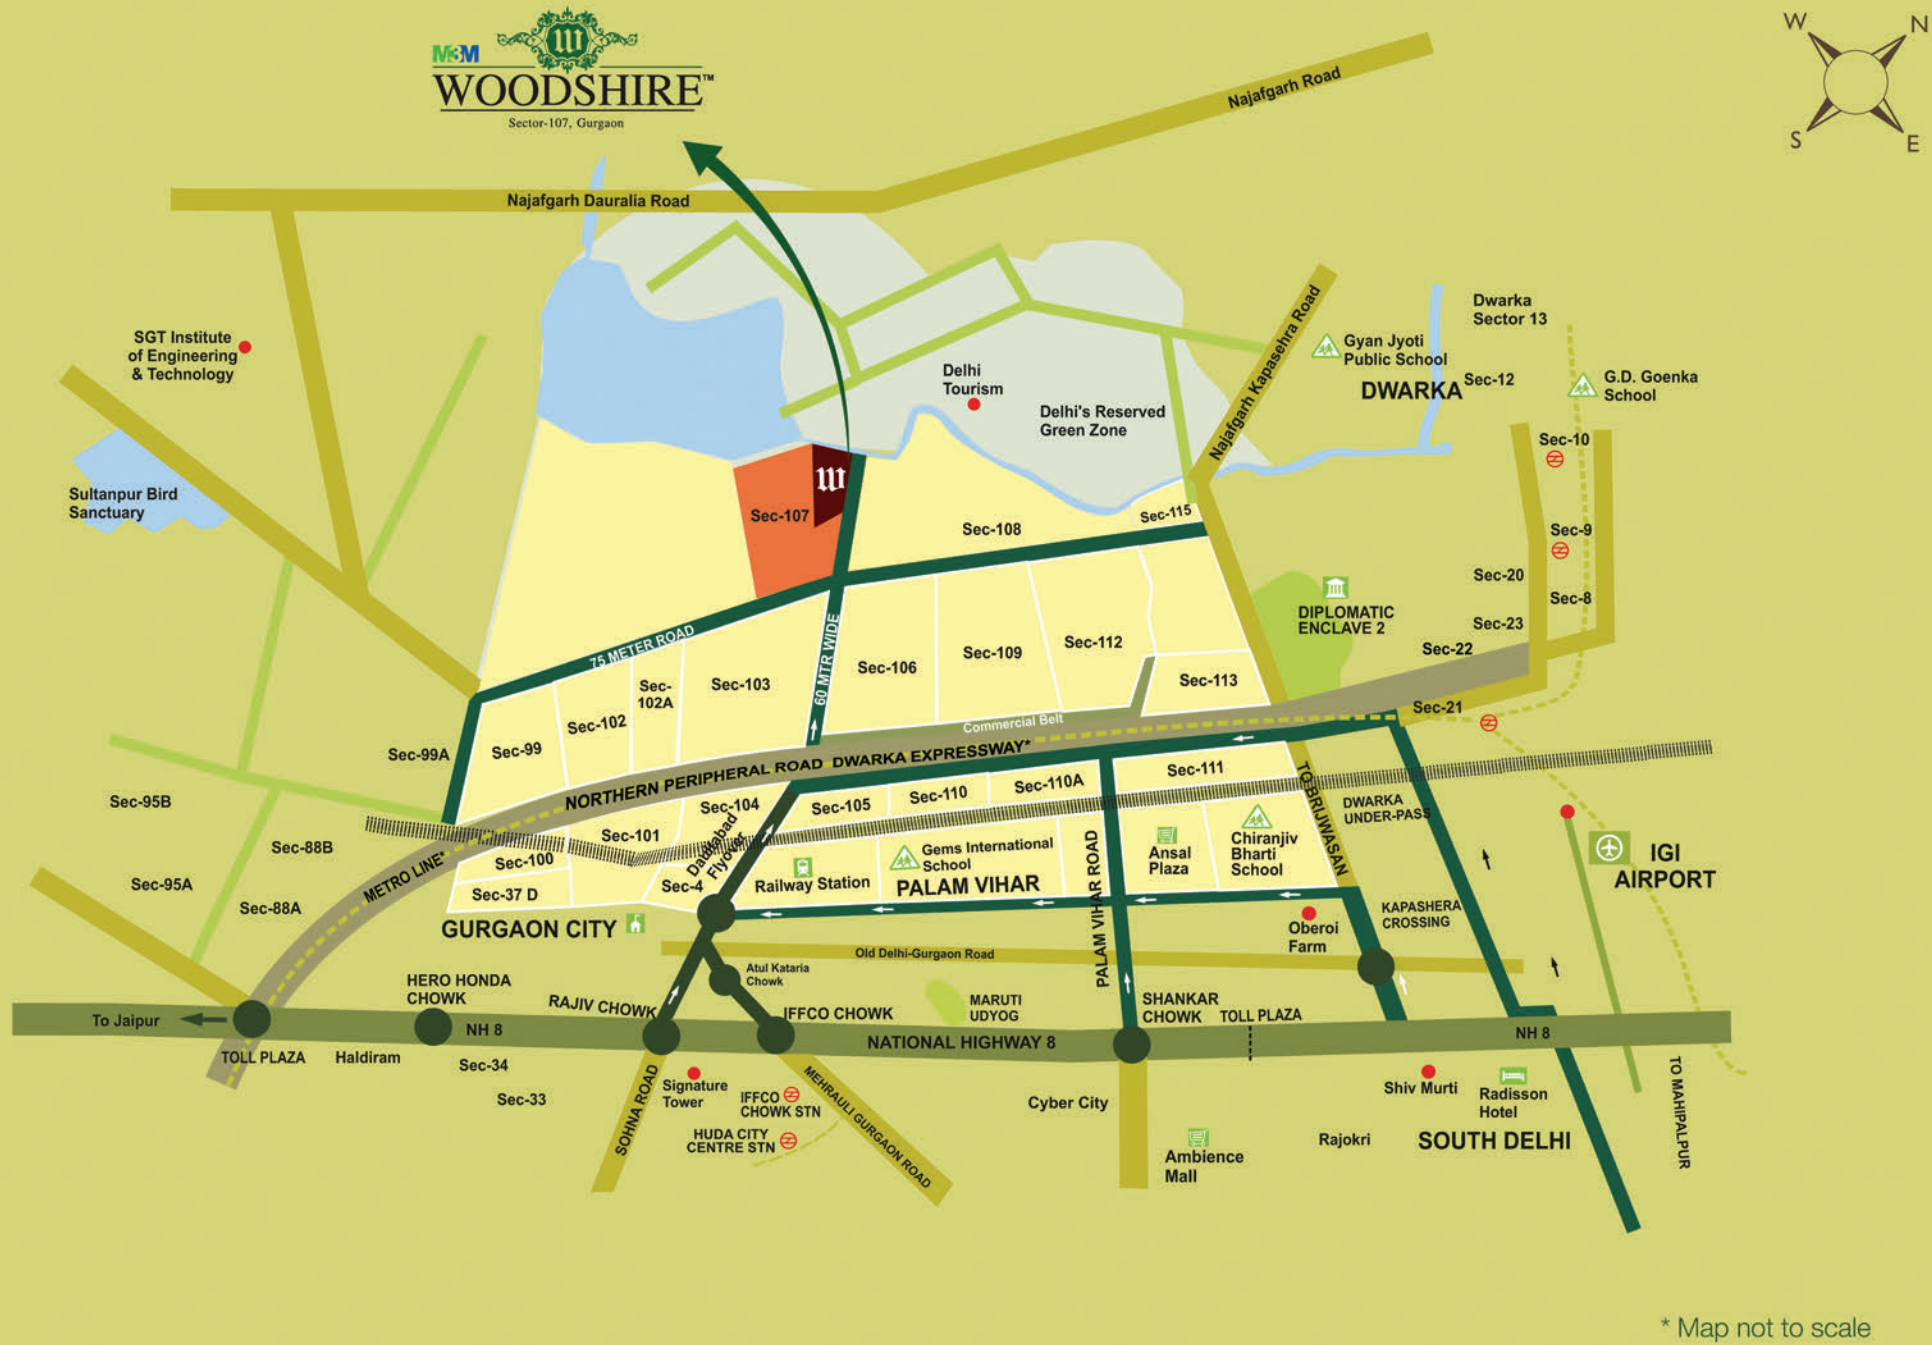 M3M
WOODSHIRE™
Sector-107, Gurgaon
W
N
S
E
Najafgarh Road
Najafgarh Dauralia Road
Najafgarh Kapasehra Road
SGT Institute
of Engineering
& Technology
Sultanpur Bird
Sanctuary
Delhi
Tourism
Delhi's Reserved
Green Zone
Dwarka
Sector 13
Gyan Jyoti
Public School
DWARKA
Sec-12
G.D. Goenka
School
Sec-10
Sec-9
Sec-20
Sec-8
Sec-23
Sec-22
Sec-21
Sec-107
Sec-108
Sec-115
DIPLOMATIC
ENCLAVE 2
75 METER ROAD
60 MTR WIDE
Sec-106
Sec-109
Sec-112
Sec-113
Sec-103
Sec-
102A
Sec-102
Sec-99
Sec-99A
Commercial Belt
NORTHERN PERIPHERAL ROAD DWARKA EXPRESSWAY*
METRO LINE*
Sec-95B
Sec-88B
Sec-95A
Sec-88A
Sec-104
Sec-101
Sec-100
Sec-37 D
Sec-4
Daultabad
Flyover
Sec-105
Sec-110
Sec-110A
Sec-111
TO BRIJWASAN
DWARKA
UNDER-PASS
Railway Station
Gems International
School
PALAM VIHAR
PALAM VIHAR ROAD
Ansal
Plaza
Chiranjiv
Bharti
School
IGI
AIRPORT
GURGAON CITY
Oberoi
Farm
KAPASHERA
CROSSING
Old Delhi-Gurgaon Road
Atul Kataria
Chowk
HERO HONDA
CHOWK
RAJIV CHOWK
IFFCO CHOWK
MARUTI
UDYOG
SHANKAR
CHOWK
TOLL PLAZA
To Jaipur
NH 8
NATIONAL HIGHWAY 8
NH 8
TOLL PLAZA
Haldiram
Sec-34
Sec-33
SOHNA ROAD
Signature
Tower
IFFCO
CHOWK STN
HUDA CITY
CENTRE STN
MEHRAULI GURGAON ROAD
Cyber City
Ambience
Mall
Shiv Murti
Radisson
Hotel
Rajokri
SOUTH DELHI
TO MAHIPALPUR
* Map not to scale